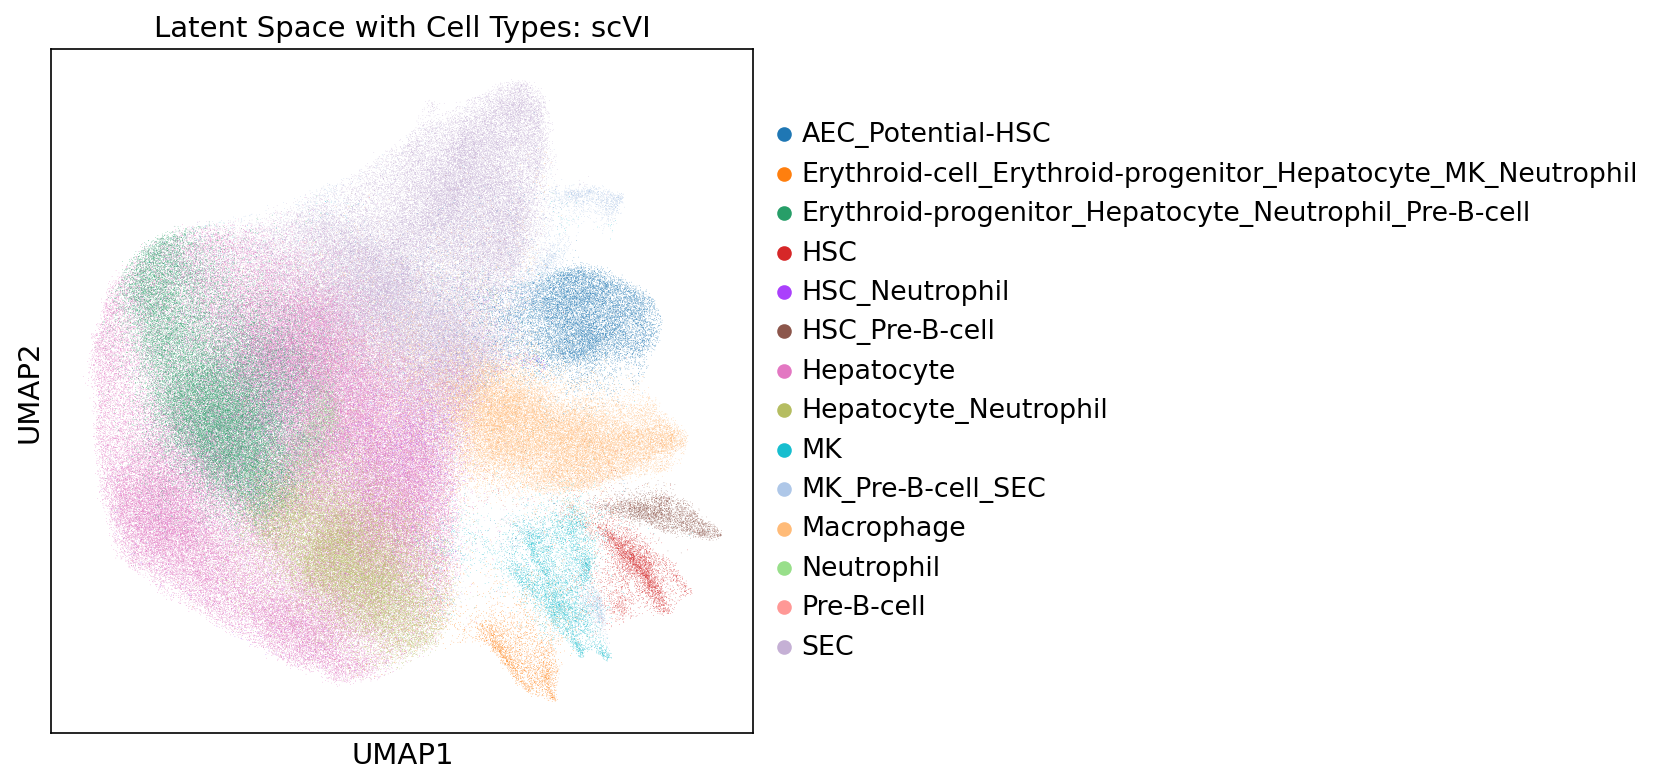 Latent Space with Cell Types: scVI
UMAP2
UMAP1
AEC_Potential-HSC
Erythroid-cell_Erythroid-progenitor_Hepatocyte_MK_Neutrophil
Erythroid-progenitor_Hepatocyte_Neutrophil_Pre-B-cell
HSC
HSC_Neutrophil
HSC_Pre-B-cell
Hepatocyte
Hepatocyte_Neutrophil
MK
MK_Pre-B-cell_SEC
Macrophage
Neutrophil
Pre-B-cell
SEC